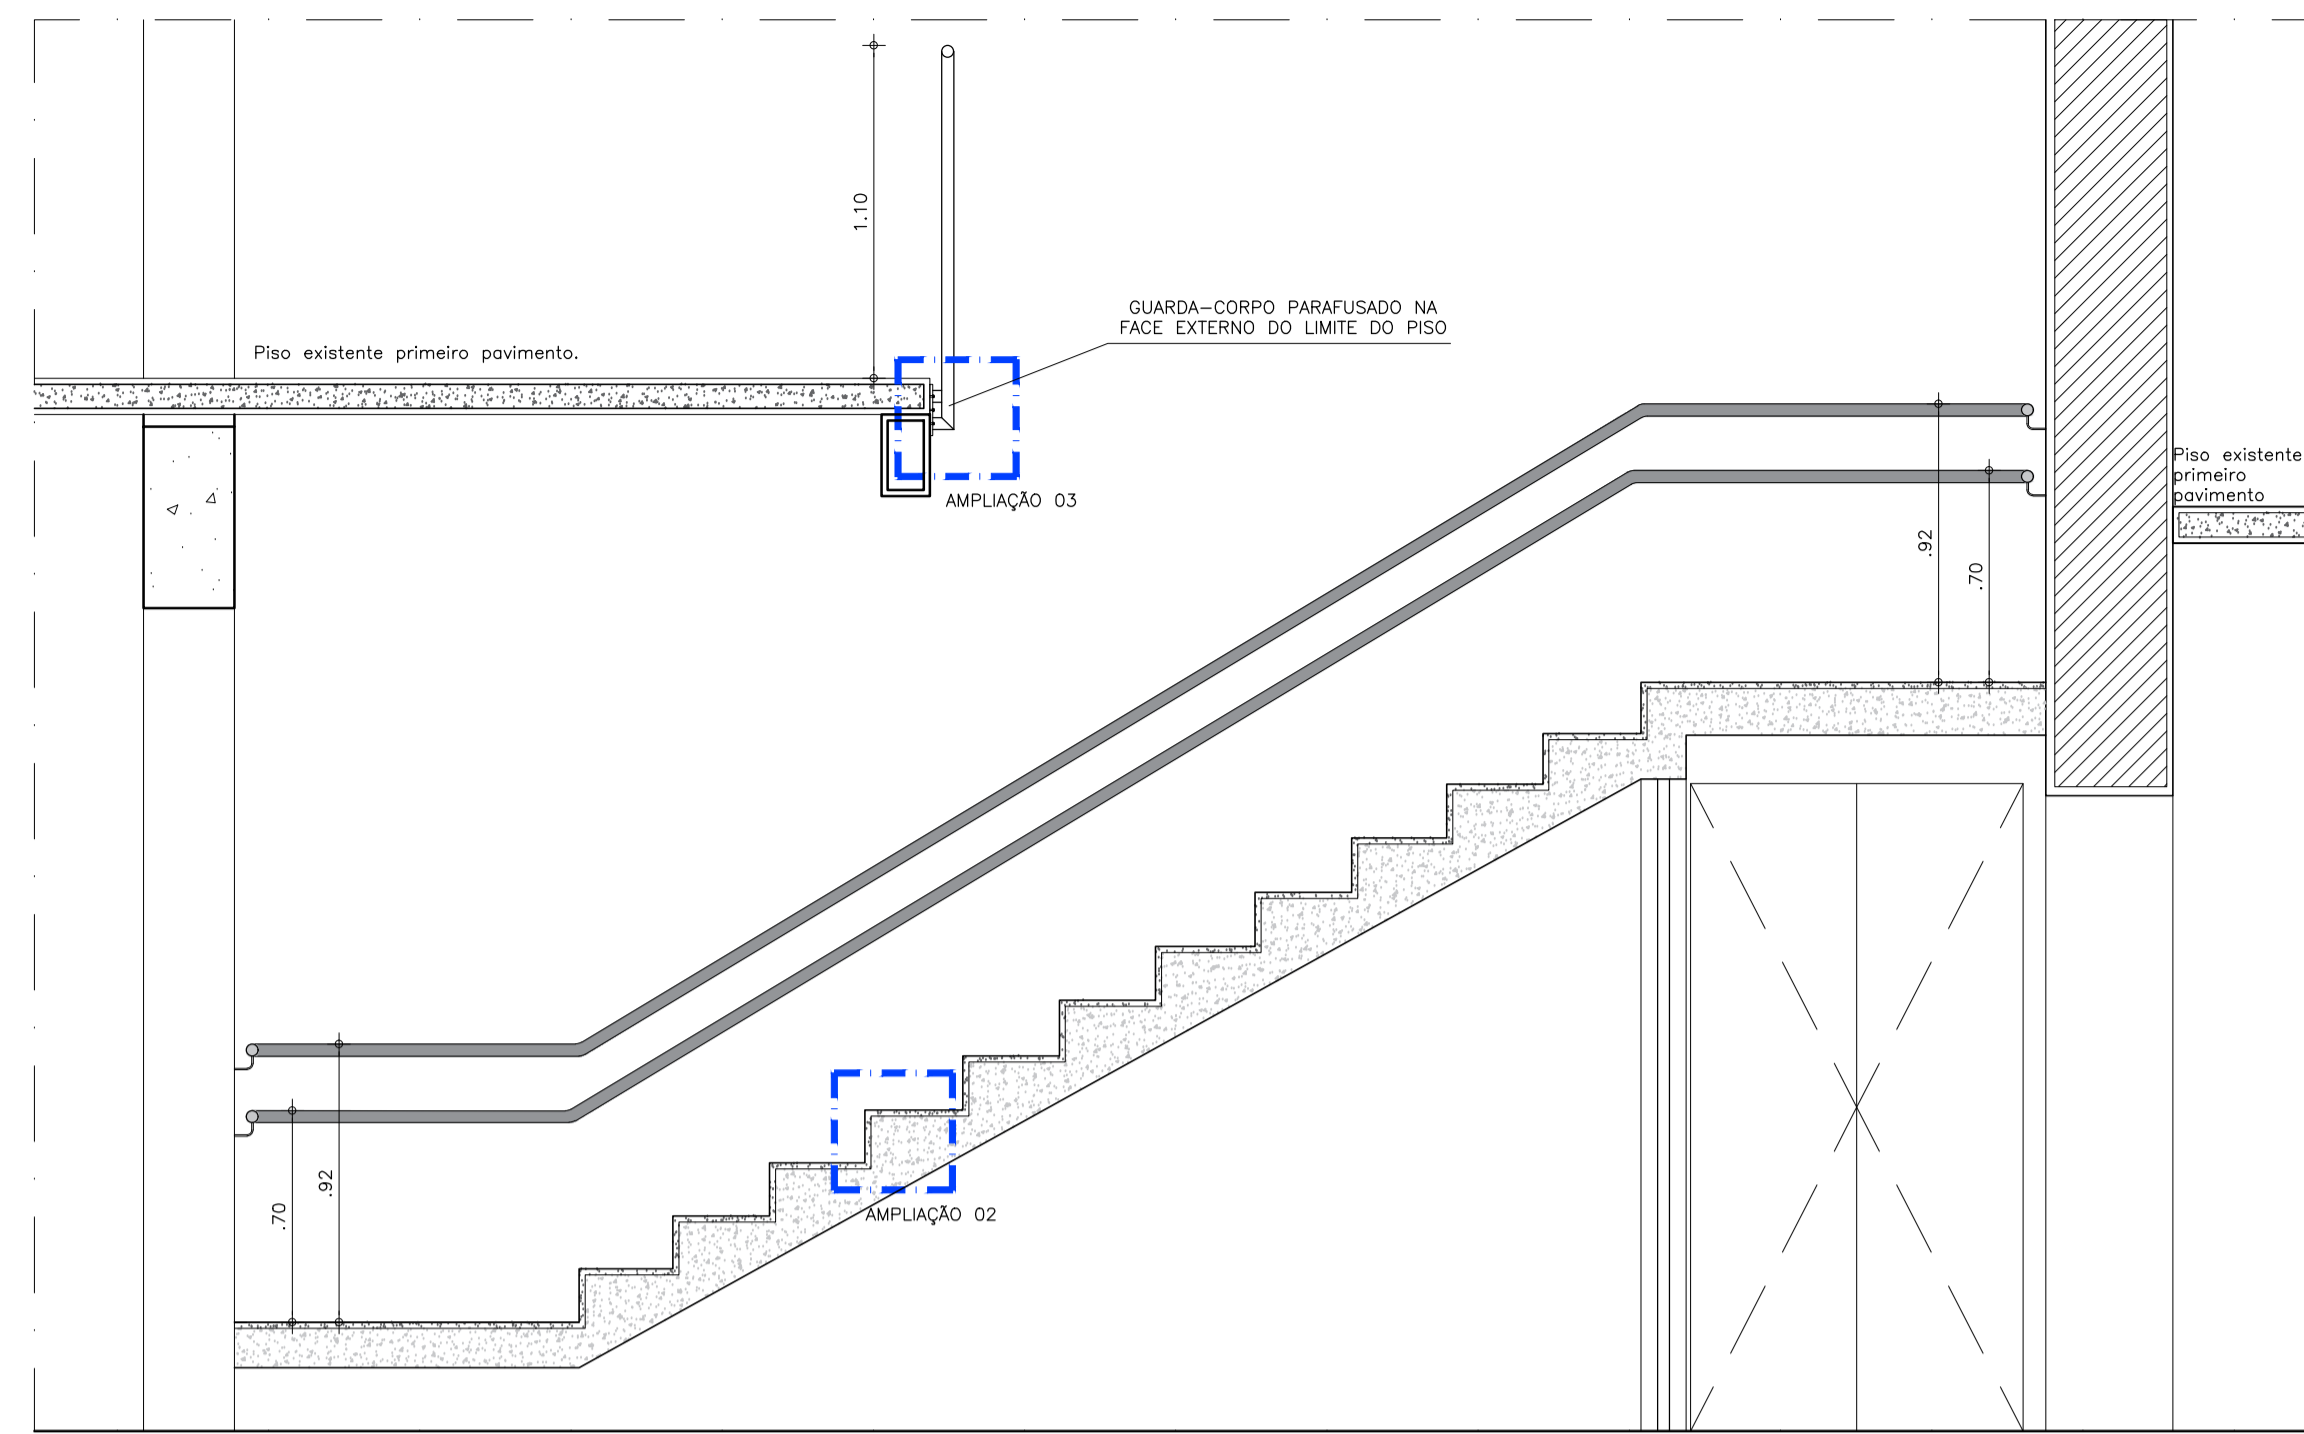 1.10
GUARDA-CORPO PARAFUSADO NA
FACE EXTERNO DO LIMITE DO PISO
Piso existente primeiro pavimento.
AMPLIAÇÃO 03
Piso existente
primeiro
pavimento
.92
.70
.92
.70
AMPLIAÇÃO 02